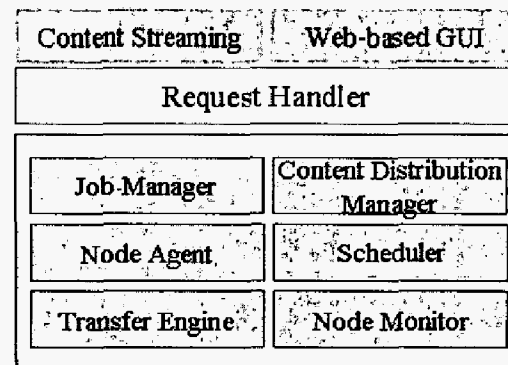 Content Streaming
Web-based GUI
Request Handler
Job Manager
Content Distribution
Manager
Node Agent
Scheduler
Transfer Engine
Node Monitor